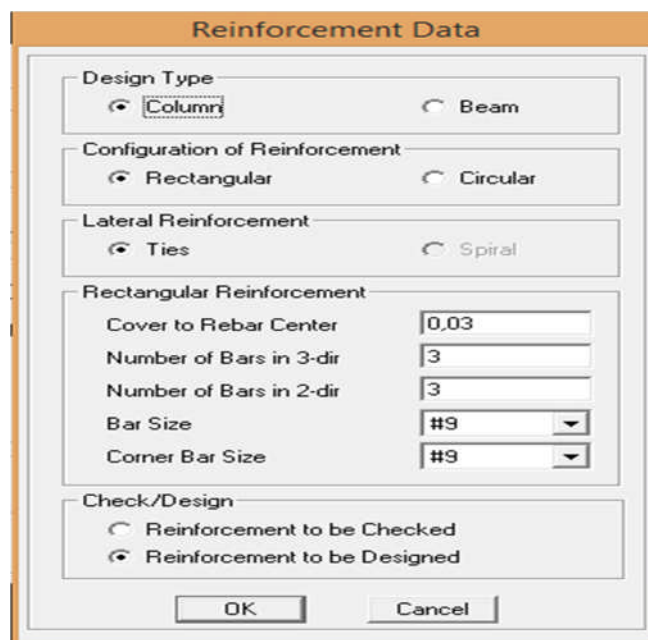 Reinforcement Data
Design Type
Column Beam
Configuration of Reinforcement
Rectangular Circular
Lateral Reinforcement
Ties Spiral
Rectangular Reinforcement
Cover to Rebar Center 0,03
Number of Bars in 3-dir 3
Number of Bars in 2-dir 3
Bar Size #9
Corner Bar Size #9
Check/Design
Reinforcement to be Checked
Reinforcement to be Designed
OK Cancel